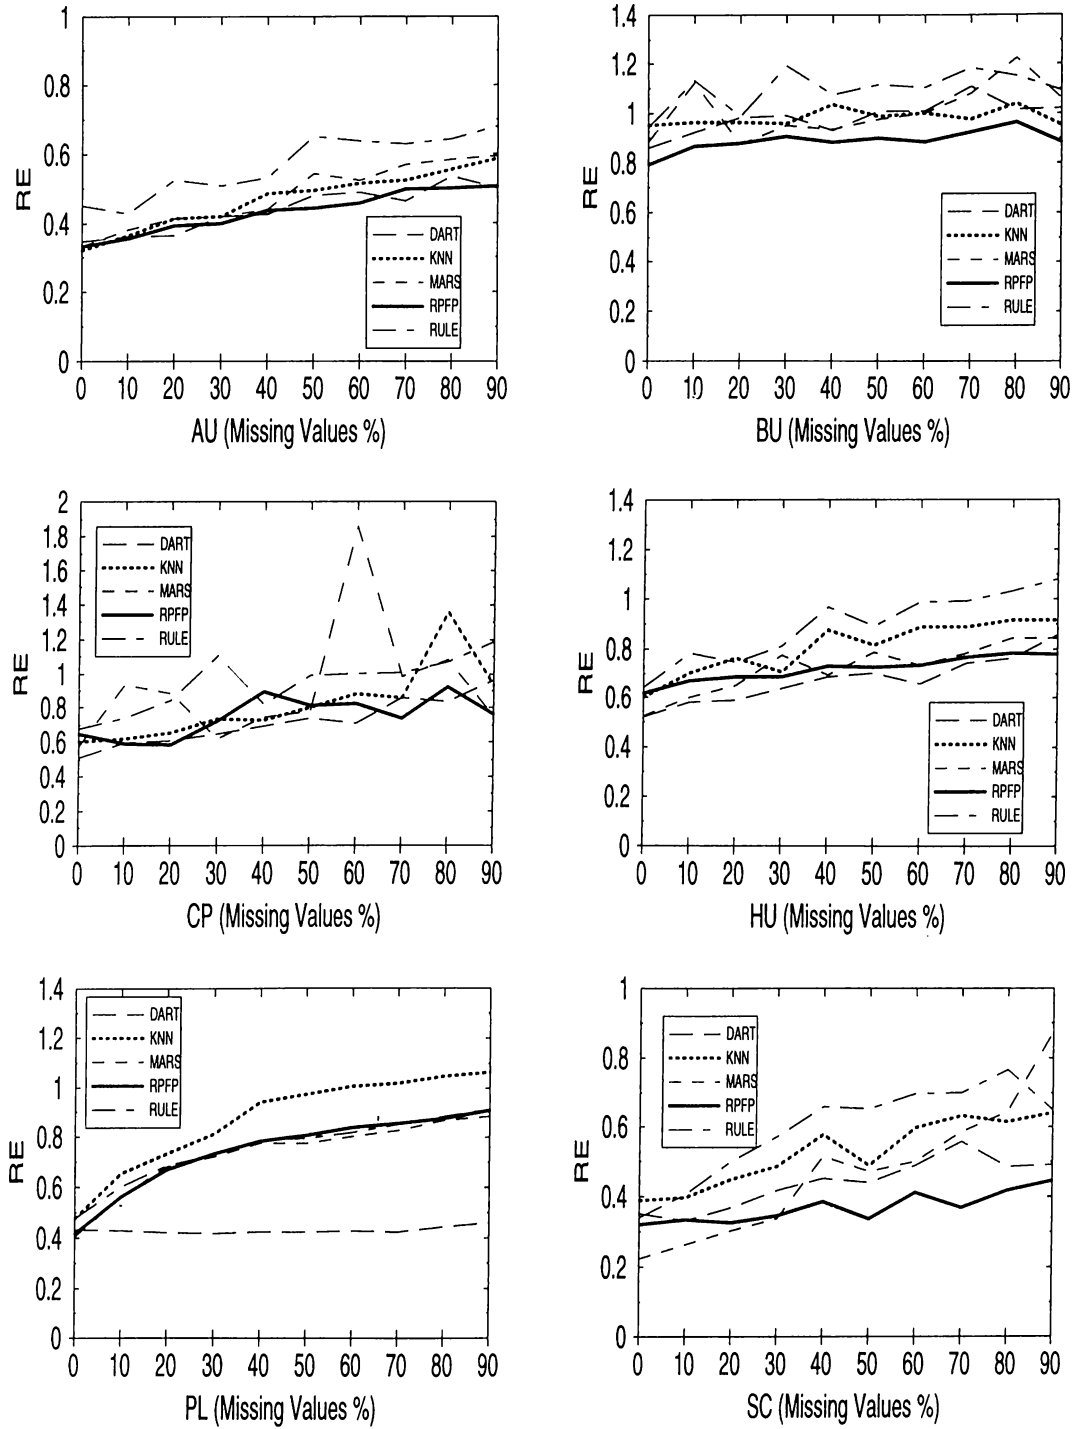 1
0.8
0.6
0.4
0.2
0
RE
DART
KNN
MARS
RPFP
RULE
0 10 20 30 40 50 60 70 80 90
AU (Missing Values %)
1.4
1.2
1
0.8
0.6
0.4
0.2
0
RE
DART
KNN
MARS
RPFP
RULE
0 10 20 30 40 50 60 70 80 90
BU (Missing Values %)
2
1.8
1.6
1.4
1.2
1
0.8
0.6
0.4
0.2
0
RE
DART
KNN
MARS
RPFP
RULE
0 10 20 30 40 50 60 70 80 90
CP (Missing Values %)
1.4
1.2
1
0.8
0.6
0.4
0.2
0
RE
DART
KNN
MARS
RPFP
RULE
0 10 20 30 40 50 60 70 80 90
HU (Missing Values %)
1.4
1.2
1
0.8
0.6
0.4
0.2
0
RE
DART
KNN
MARS
RPFP
RULE
0 10 20 30 40 50 60 70 80 90
PL (Missing Values %)
1
0.8
0.6
0.4
0.2
0
RE
DART
KNN
MARS
RPFP
RULE
0 10 20 30 40 50 60 70 80 90
SC (Missing Values %)